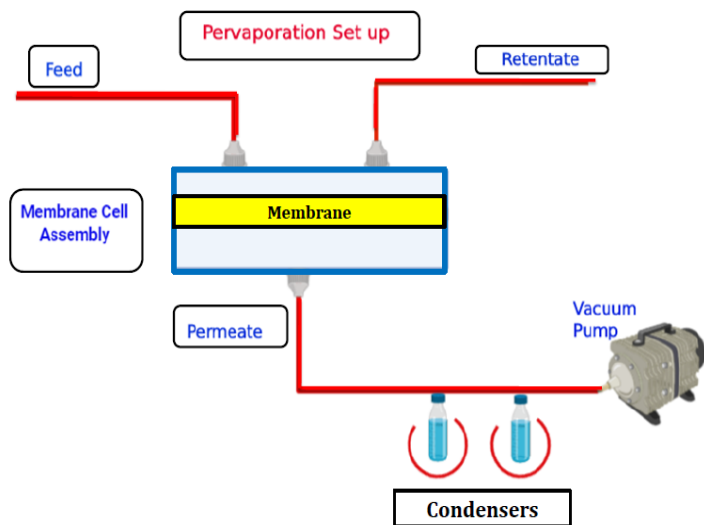 Pervaporation Set up
Feed
Retentate
Membrane Cell
Assembly
Membrane
Permeate
Vacuum
Pump
Condensers